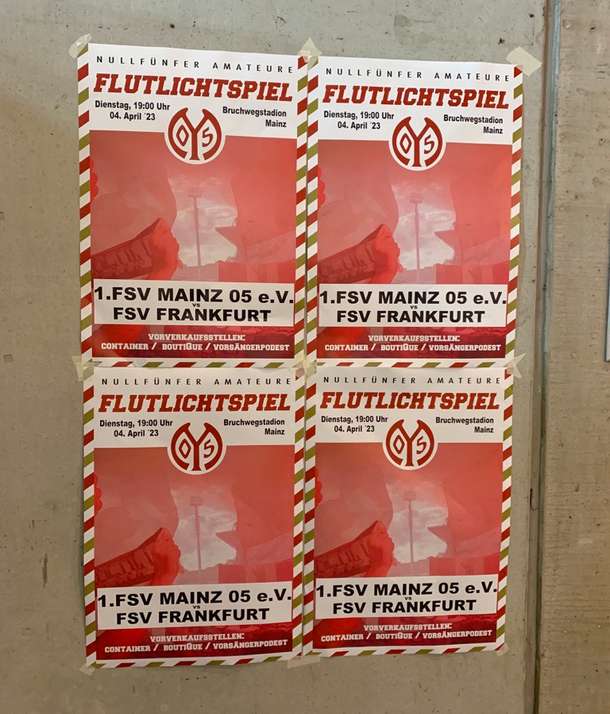 NULLFÜNFER AMATEURE
FLUTLICHTSPIEL
Dienstag, 19:00 Uhr
04. April ´23
Bruchwegstadion
Mainz
05
1.FSV MAINZ 05 e.V.
vs
FSV FRANKFURT
VORVERKAUFSSTELLEN:
CONTAINER / BOUTIQUE / VORSÄNGERPODEST
NULLFÜNFER AMATEURE
FLUTLICHTSPIEL
Dienstag, 19:00 Uhr
04. April ´23
Bruchwegstadion
Mainz
05
1.FSV MAINZ 05 e.V.
vs
FSV FRANKFURT
VORVERKAUFSSTELLEN:
CONTAINER / BOUTIQUE / VORSÄNGERPODEST
NULLFÜNFER AMATEURE
FLUTLICHTSPIEL
Dienstag, 19:00 Uhr
04. April ´23
Bruchwegstadion
Mainz
05
1.FSV MAINZ 05 e.V.
vs
FSV FRANKFURT
VORVERKAUFSSTELLEN:
CONTAINER / BOUTIQUE / VORSÄNGERPODEST
NULLFÜNFER AMATEURE
FLUTLICHTSPIEL
Dienstag, 19:00 Uhr
04. April ´23
Bruchwegstadion
Mainz
05
1.FSV MAINZ 05 e.V.
vs
FSV FRANKFURT
VORVERKAUFSSTELLEN:
CONTAINER / BOUTIQUE / VORSÄNGERPODEST